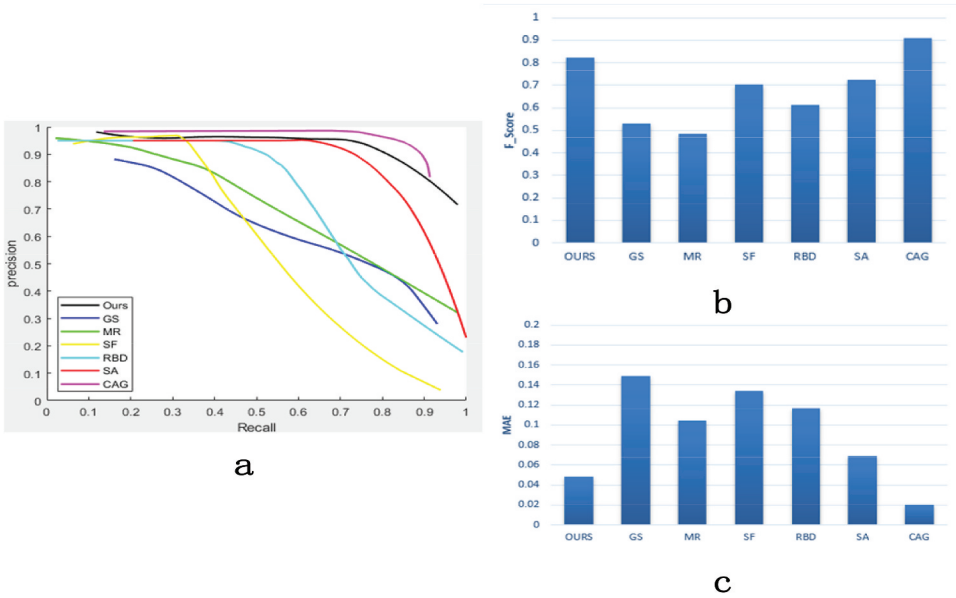 1
0.9
0.8
0.7
0.6
0.5
0.4
0.3
0.2
0.1
0
precision
Ours
GS
MR
SF
RBD
SA
CAG
0 0.1 0.2 0.3 0.4 0.5 0.6 0.7 0.8 0.9 1
Recall
a
1
0.9
0.8
0.7
0.6
0.5
0.4
0.3
0.2
0.1
0
F_Score
OURS GS MR SF RBD SA CAG
b
0.2
0.18
0.16
0.14
0.12
0.1
0.08
0.06
0.04
0.02
0
MAE
OURS GS MR SF RBD SA CAG
c